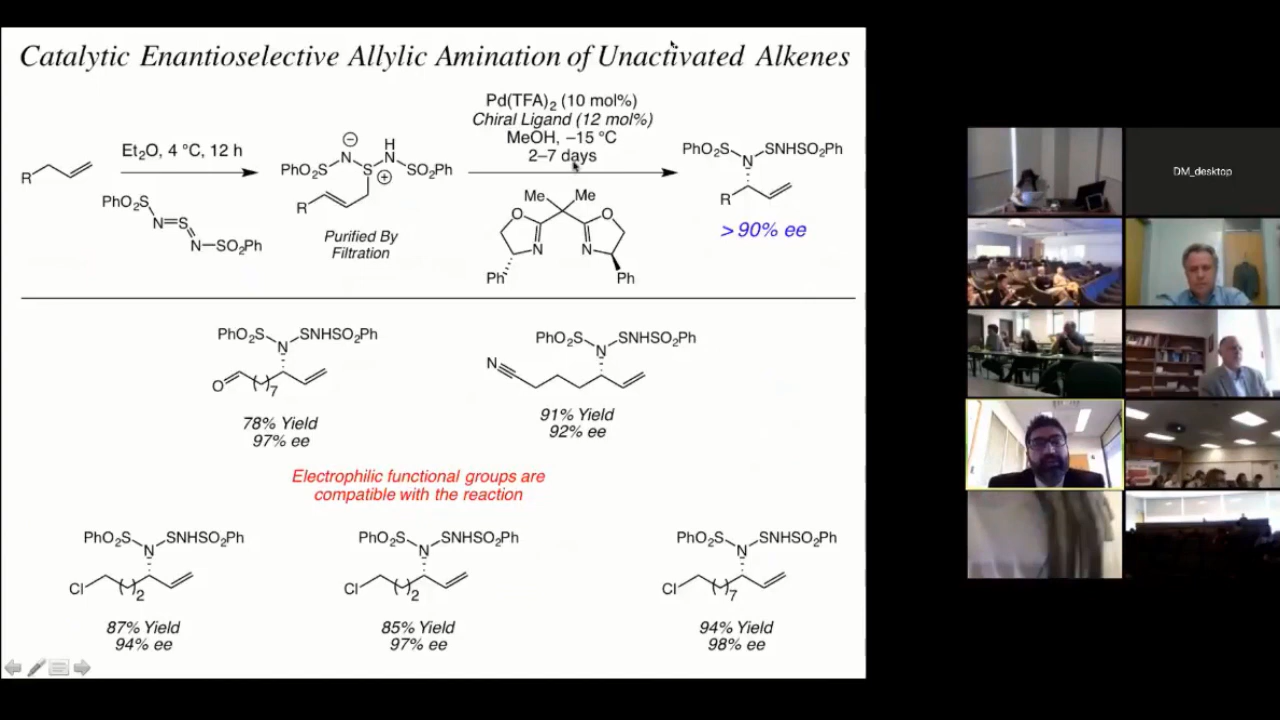 Catalytic Enantioselective Allylic Amination of Unactivated Alkenes
Et2O, 4 °C, 12 h
R
PhO2S
N=S
N–SO2Ph
PhO2S
⊖
N
S
⊕
H
N
SO2Ph
R
Purified By
Filtration
Pd(TFA)2 (10 mol%)
Chiral Ligand (12 mol%)
MeOH, –15 °C
2–7 days
Me Me
O O
N N
Ph Ph
PhO2S SNHSO2Ph
N
R
> 90% ee
PhO2S SNHSO2Ph
N
O
7
78% Yield
97% ee
PhO2S SNHSO2Ph
N
N
91% Yield
92% ee
Electrophilic functional groups are
compatible with the reaction
PhO2S SNHSO2Ph
N
Cl
2
87% Yield
94% ee
PhO2S SNHSO2Ph
N
Cl
2
85% Yield
97% ee
PhO2S SNHSO2Ph
N
Cl
7
94% Yield
98% ee
DM_desktop